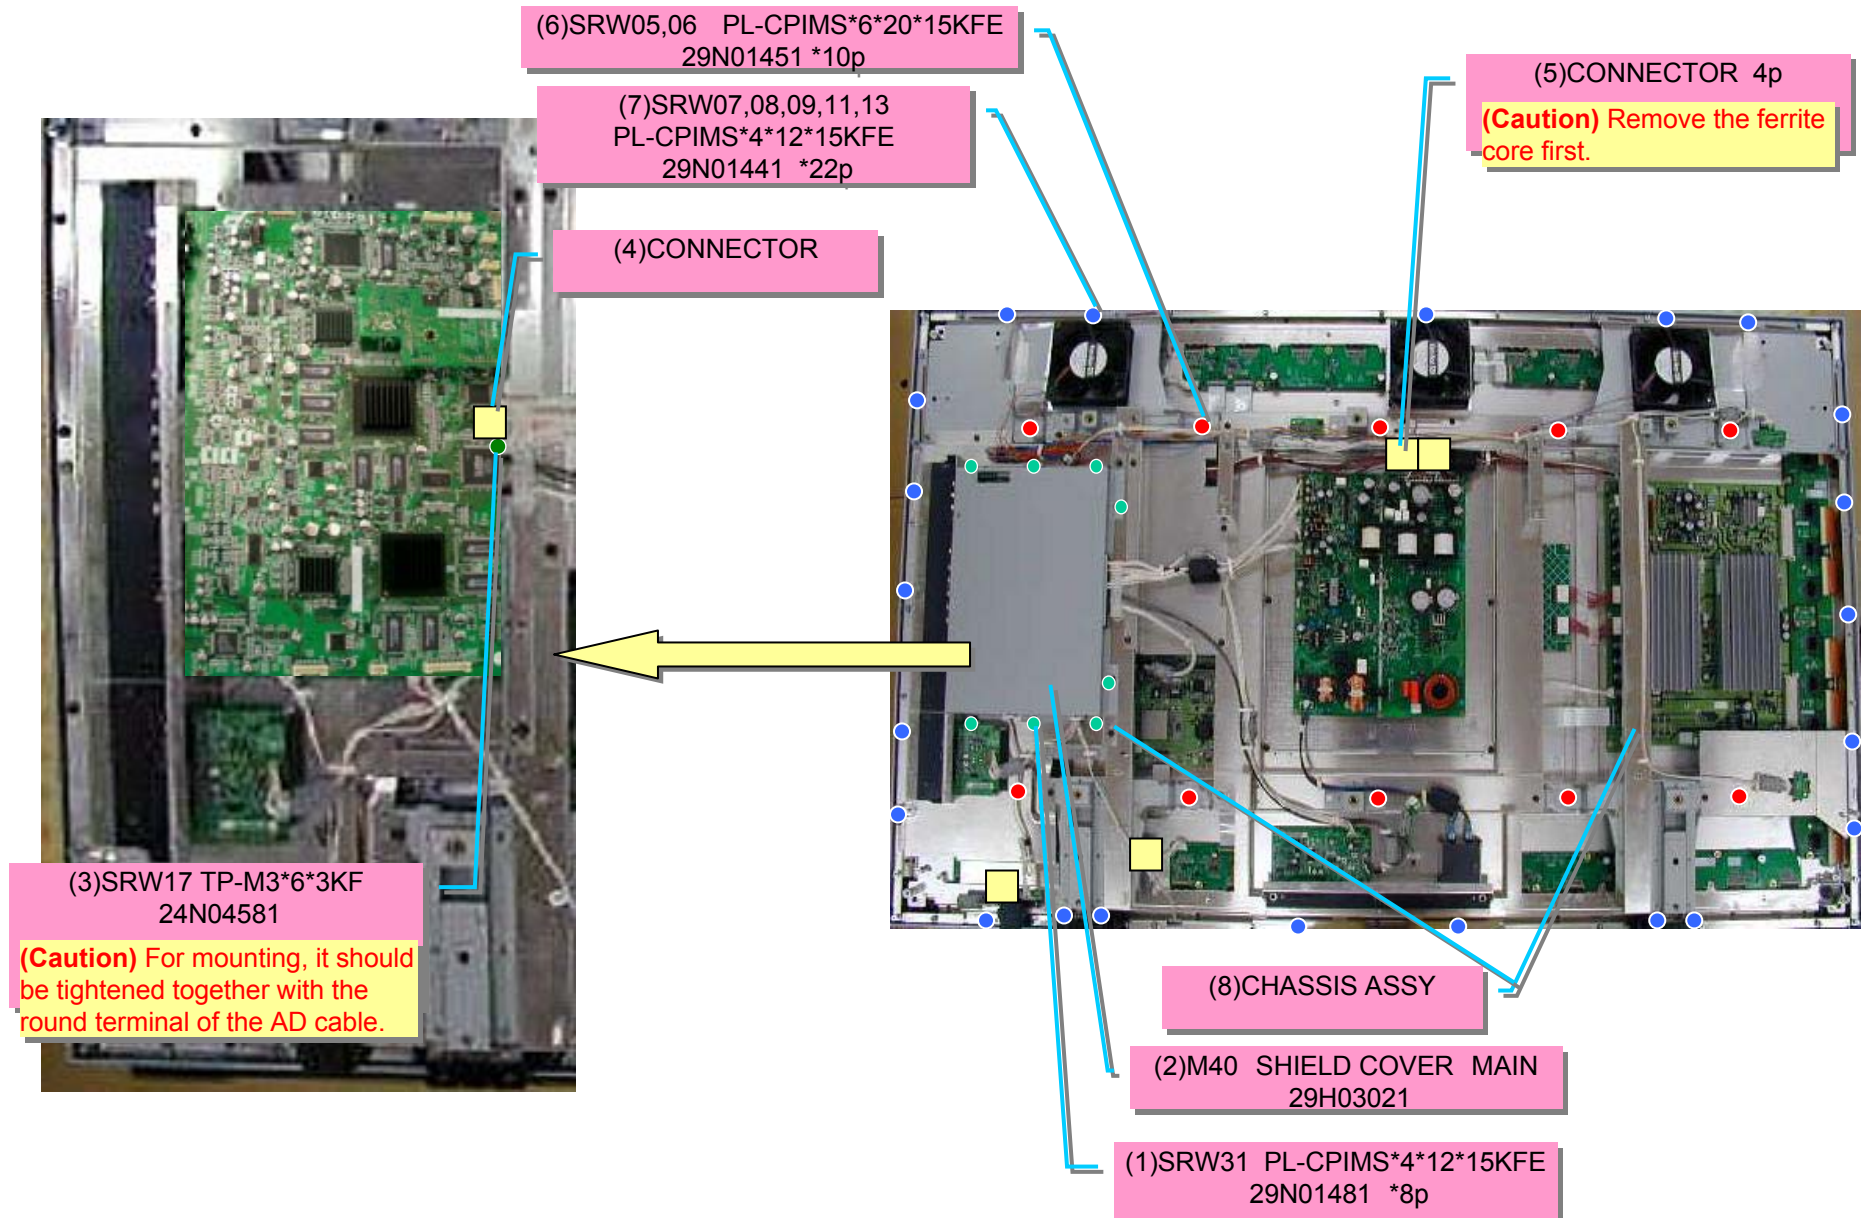 (6)SRW05,06 PL-CPIMS*6*20*15KFE
29N01451 *10p
(7)SRW07,08,09,11,13
PL-CPIMS*4*12*15KFE
29N01441 *22p
(5)CONNECTOR 4p
(Caution) Remove the ferrite
core first.
(4)CONNECTOR
(3)SRW17 TP-M3*6*3KF
24N04581
(Caution) For mounting, it should
be tightened together with the
round terminal of the AD cable.
(8)CHASSIS ASSY
(2)M40 SHIELD COVER MAIN
29H03021
(1)SRW31 PL-CPIMS*4*12*15KFE
29N01481 *8p